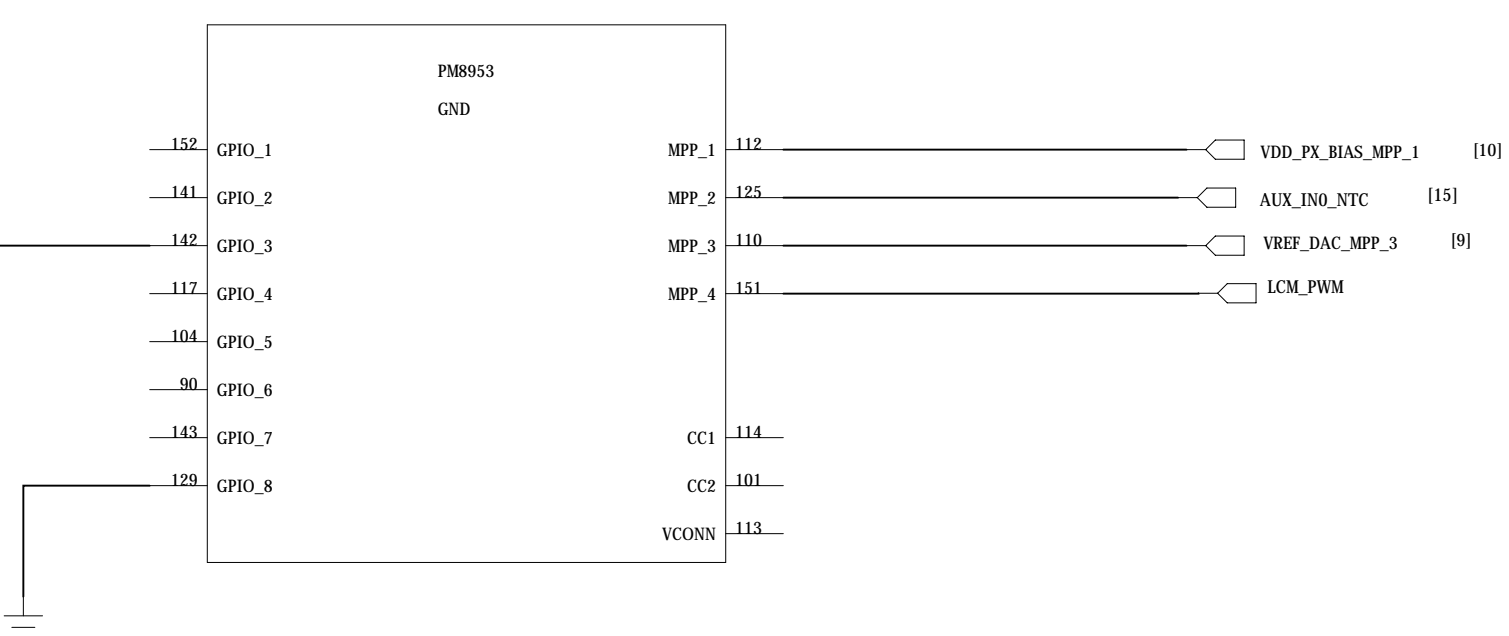 PM8953
GND
152 GPIO_1 MPP_1 112 VDD_PX_BIAS_MPP_1 [10]
141 GPIO_2 MPP_2 125 AUX_IN0_NTC [15]
142 GPIO_3 MPP_3 110 VREF_DAC_MPP_3 [9]
117 GPIO_4 MPP_4 151 LCM_PWM
104 GPIO_5
90 GPIO_6
143 GPIO_7 CC1 114
129 GPIO_8 CC2 101
VCONN 113